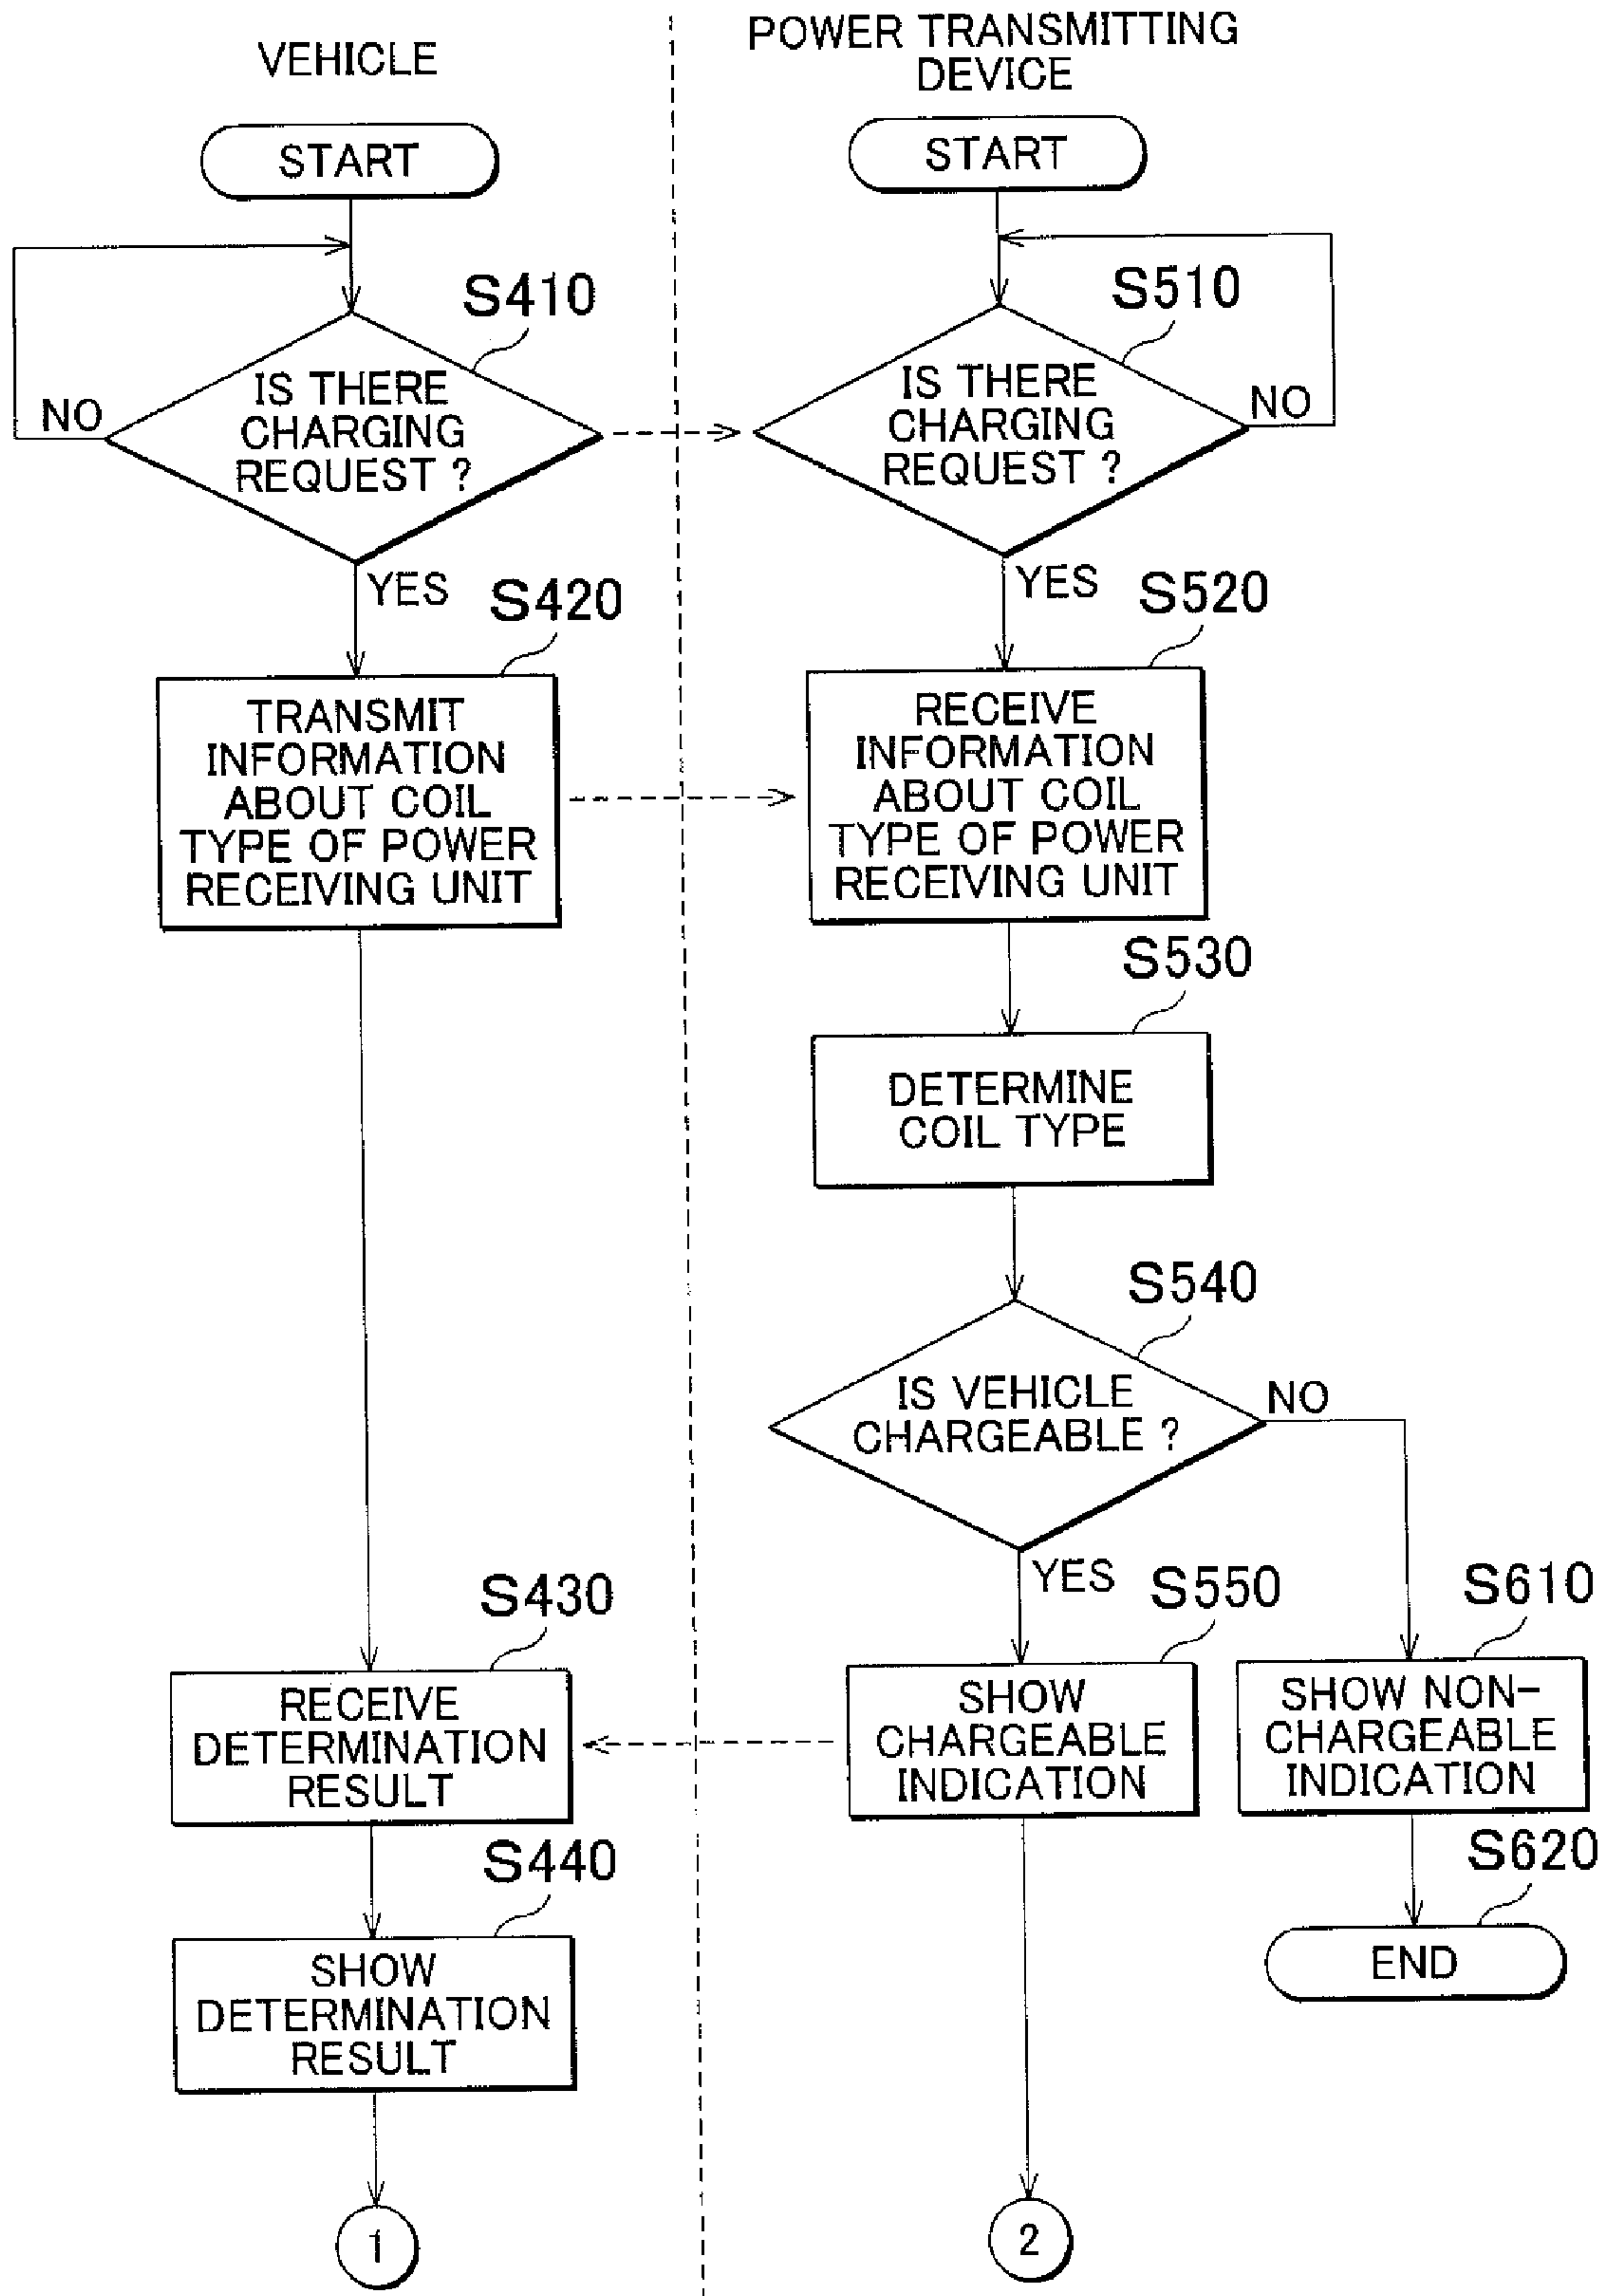 VEHICLE
START
S410
IS THERE
CHARGING
REQUEST ?
NO
YES
S420
TRANSMIT
INFORMATION
ABOUT COIL
TYPE OF POWER
RECEIVING UNIT
S430
RECEIVE
DETERMINATION
RESULT
S440
SHOW
DETERMINATION
RESULT
1
POWER TRANSMITTING
DEVICE
START
S510
IS THERE
CHARGING
REQUEST ?
NO
YES
S520
RECEIVE
INFORMATION
ABOUT COIL
TYPE OF POWER
RECEIVING UNIT
S530
DETERMINE
COIL TYPE
S540
IS VEHICLE
CHARGEABLE ?
NO
YES
S550
SHOW
CHARGEABLE
INDICATION
2
S610
SHOW NON-
CHARGEABLE
INDICATION
S620
END